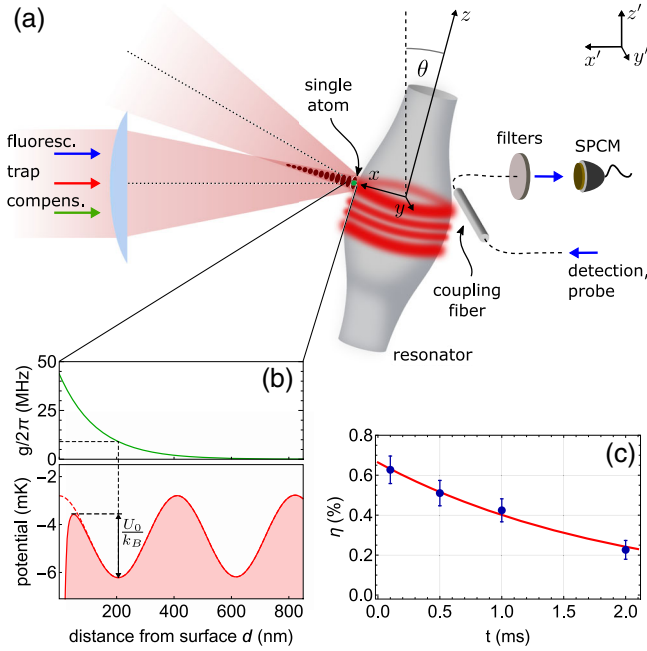 (a)
z
θ
z′
x′
y′
single
atom
fluoresc.
trap
compens.
x
y
filters
SPCM
coupling
fiber
detection,
probe
resonator
(b)
g/2π (MHz)
50
25
0
potential (mK)
−2
−4
−6
U0
kB
0
200
400
600
800
distance from surface d (nm)
(c)
η (%)
0.8
0.6
0.4
0.2
0.0
0.0
0.5
1.0
1.5
2.0
t (ms)